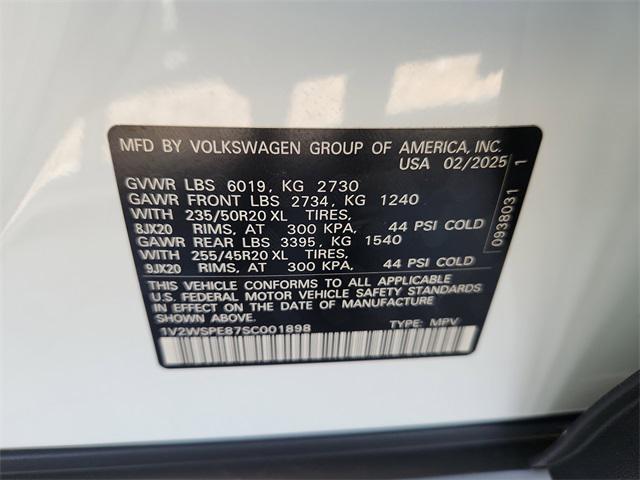 MFD BY VOLKSWAGEN GROUP OF AMERICA, INC.
USA 02/2025
GVWR LBS 6019, KG 2730
GAWR FRONT LBS 2734, KG 1240
WITH 235/50R20 XL TIRES,
8JX20 RIMS, AT 300 KPA, 44 PSI COLD
GAWR REAR LBS 3395, KG 1540
WITH 255/45R20 XL TIRES,
9JX20 RIMS, AT 300 KPA, 44 PSI COLD
THIS VEHICLE CONFORMS TO ALL APPLICABLE
U.S. FEDERAL MOTOR VEHICLE SAFETY STANDARDS
IN EFFECT ON THE DATE OF MANUFACTURE
SHOWN ABOVE.
1V2WSPE87SC001898 TYPE: MPV
0938031 1